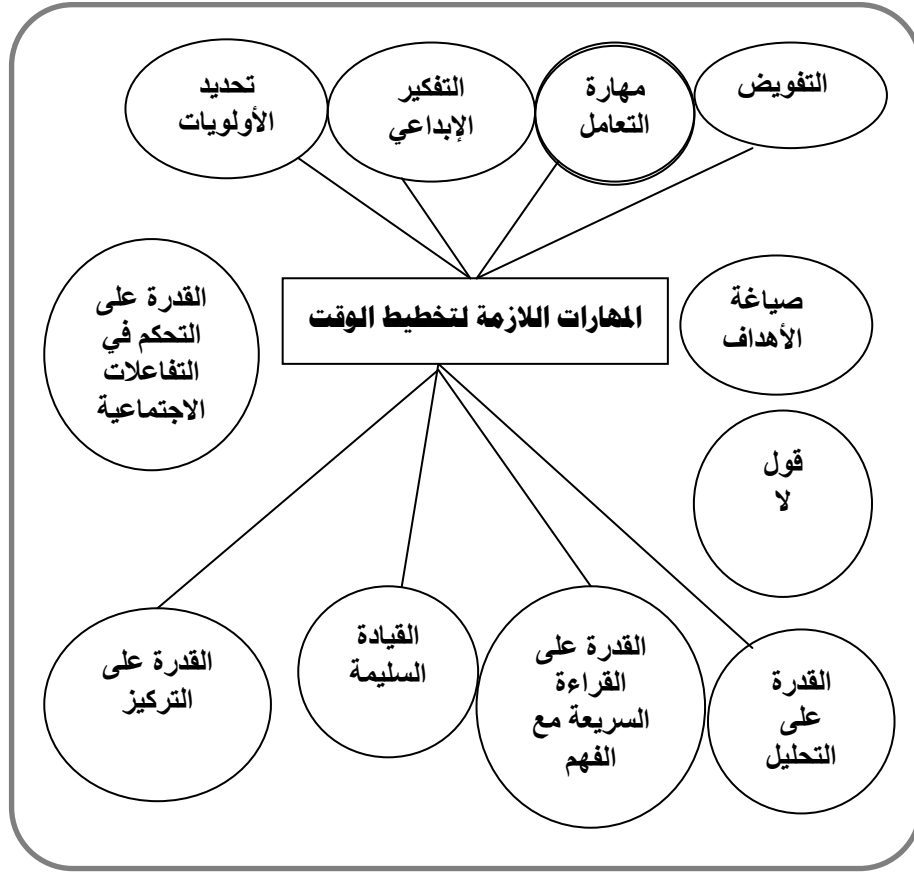 التفويض
مهارة
التعامل
التفكير
الإبداعي
تحديد
الأولويات
المهارات اللازمة لتخطيط الوقت
صياغة
الأهداف
القدرة على
التحكم في
التفاعلات
الاجتماعية
قول
لا
القدرة
على
التحليل
القدرة على
القراءة
السريعة مع
الفهم
القيادة
السليمة
القدرة على
التركيز